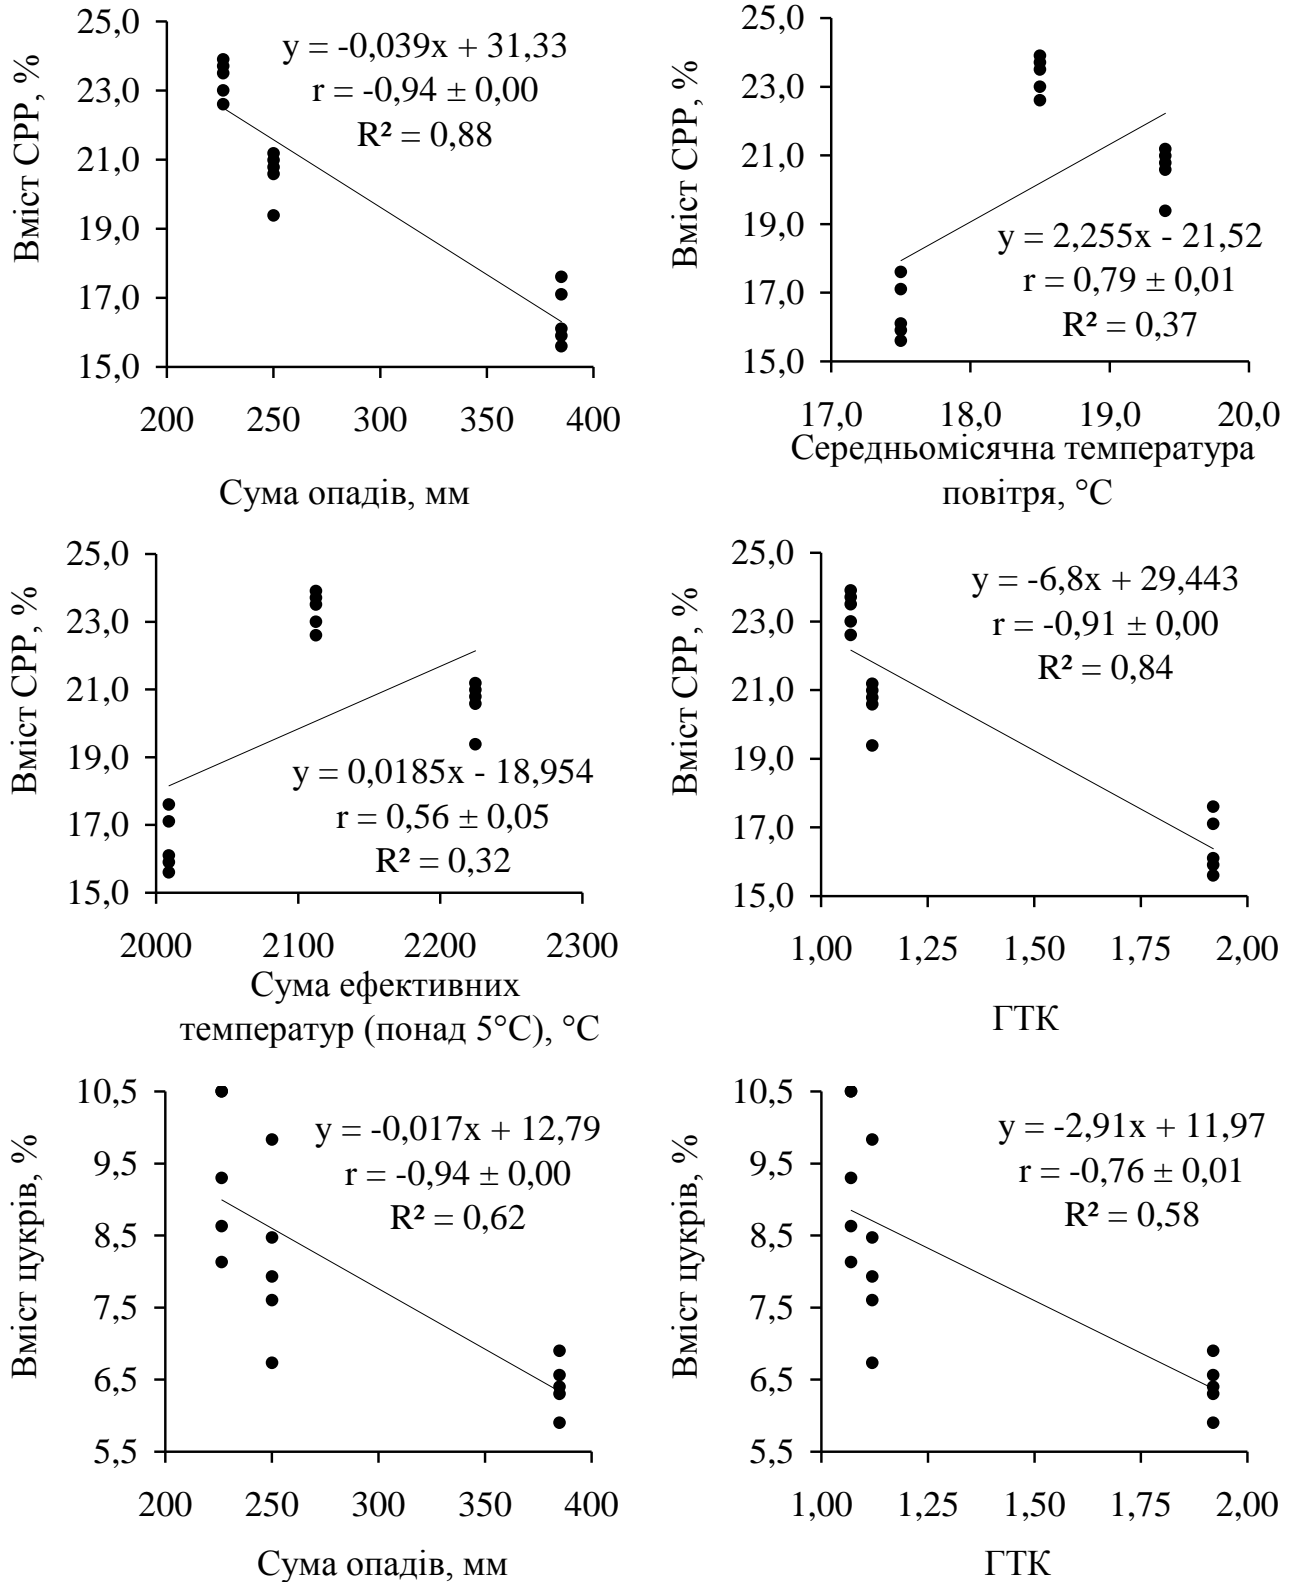 Вміст СРР, %
25,0
23,0
21,0
19,0
17,0
15,0
y = -0,039x + 31,33
r = -0,94 ± 0,00
R² = 0,88
200 250 300 350 400
Сума опадів, мм
Вміст СРР, %
25,0
23,0
21,0
19,0
17,0
15,0
y = 2,255x - 21,52
r = 0,79 ± 0,01
R² = 0,37
17,0 18,0 19,0 20,0
Середньомісячна температура
повітря, °С
Вміст СРР, %
25,0
23,0
21,0
19,0
17,0
15,0
y = 0,0185x - 18,954
r = 0,56 ± 0,05
R² = 0,32
2000 2100 2200 2300
Сума ефективних
температур (понад 5°С), °С
Вміст СРР, %
25,0
23,0
21,0
19,0
17,0
15,0
y = -6,8x + 29,443
r = -0,91 ± 0,00
R² = 0,84
1,00 1,25 1,50 1,75 2,00
ГТК
Вміст цукрів, %
10,5
9,5
8,5
7,5
6,5
5,5
y = -0,017x + 12,79
r = -0,94 ± 0,00
R² = 0,62
200 250 300 350 400
Сума опадів, мм
Вміст цукрів, %
10,5
9,5
8,5
7,5
6,5
5,5
y = -2,91x + 11,97
r = -0,76 ± 0,01
R² = 0,58
1,00 1,25 1,50 1,75 2,00
ГТК